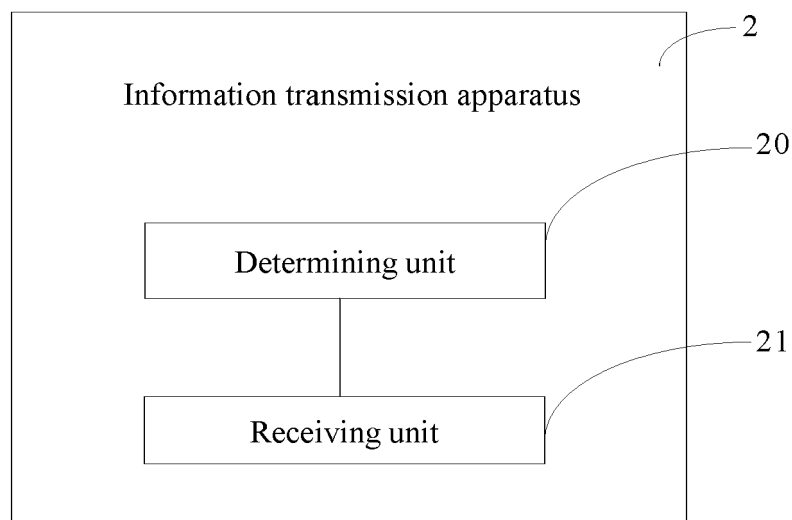 2
Information transmission apparatus
20
Determining unit
21
Receiving unit